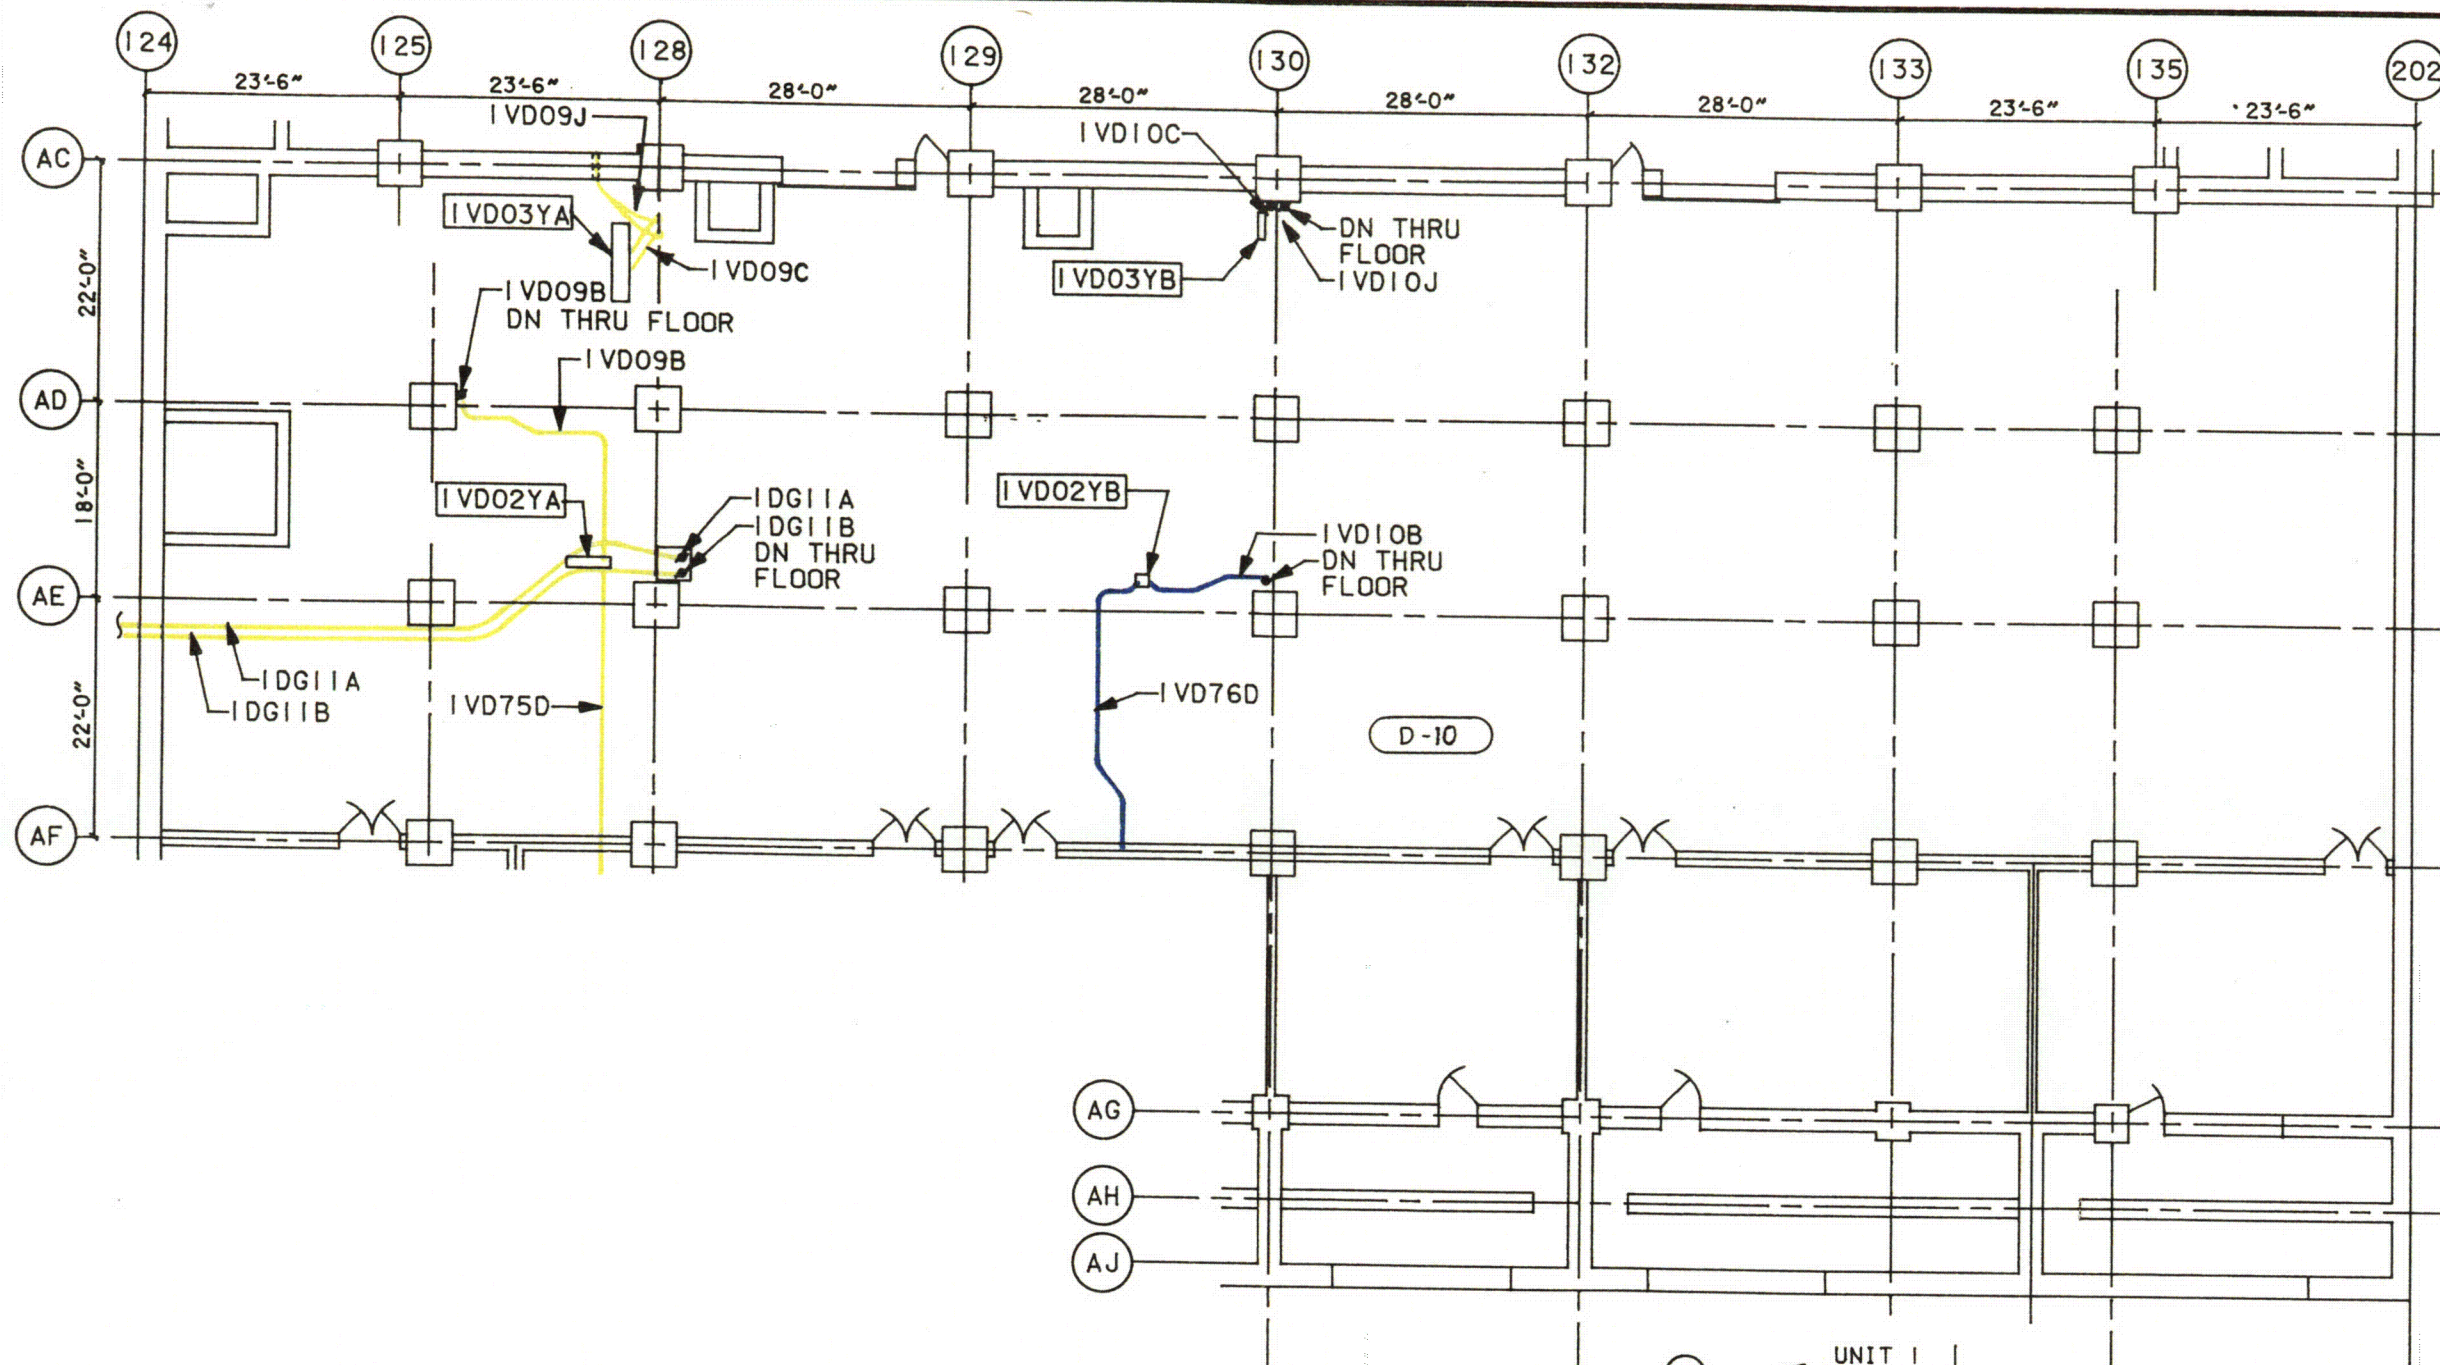 124
125
128
129
130
132
133
135
202
23'-6"
23'-6"
28'-0"
28'-0"
28'-0"
28'-0"
23'-6"
23'-6"
1VD09J
1VD10C
AC
1VD03YA
DN THRU
FLOOR
1VD09C
1VD03YB
1VD10J
22'-0"
1VD09B
DN THRU FLOOR
1VD09B
AD
18'-0"
1VD02YA
1DG11A
1DG11B
DN THRU
FLOOR
1VD02YB
1VD10B
DN THRU
FLOOR
AE
1DG11A
1DG11B
22'-0"
1VD75D
1VD76D
D-10
AF
AG
AH
AJ
UNIT 1